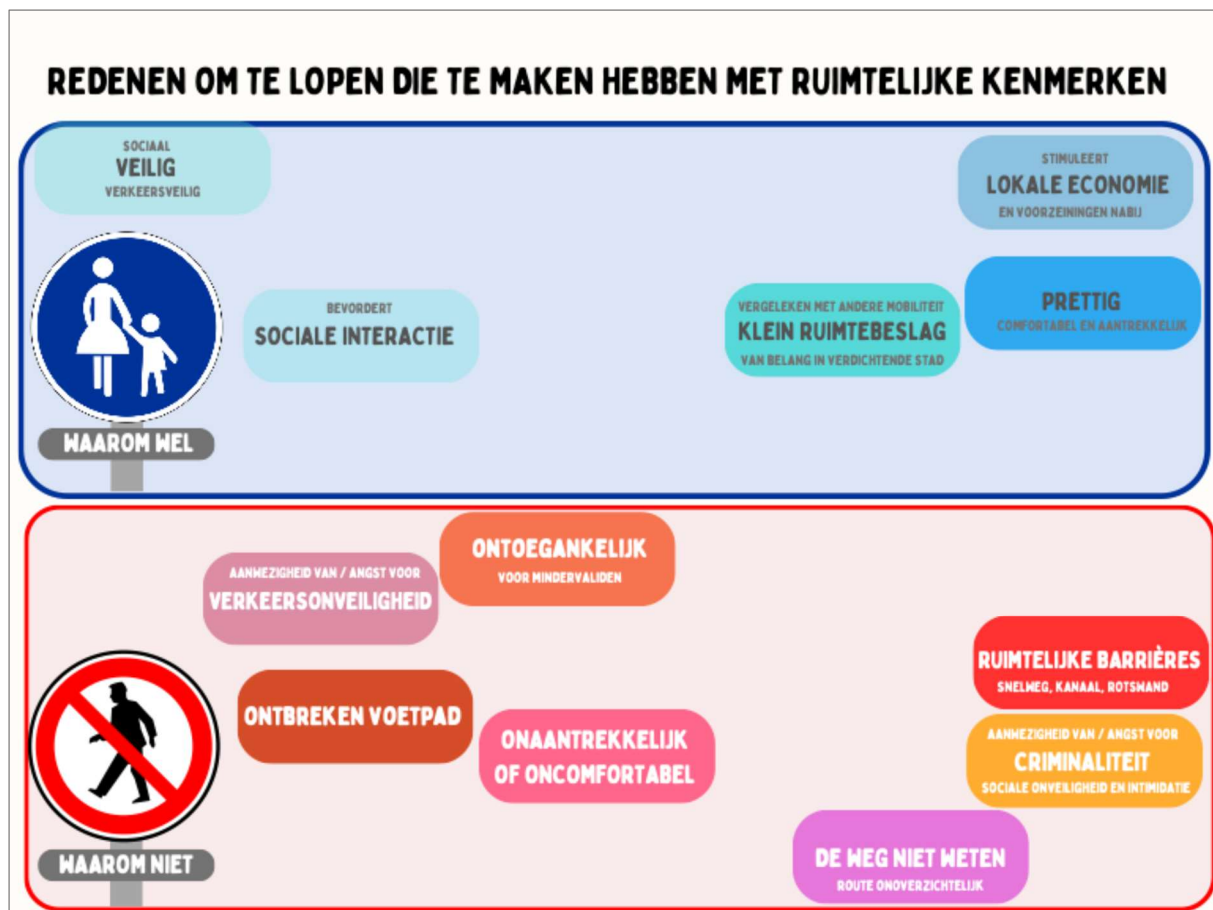 REDENEN OM TE LOPEN DIE TE MAKEN HEBBEN MET RUIMTELIJKE KENMERKEN
SOCIAAL
VEILIG
VERKEERSVEILIG
STIMULEERT
LOKALE ECONOMIE
EN VOORZEININGEN NABIJ
BEVORDERT
SOCIALE INTERACTIE
VERGELEKEN MET ANDERE MOBILITEIT
KLEIN RUIMTEBESLAG
VAN BELANG IN VERDICHTENDE STAD
PRETTIG
COMFORTABEL EN AANTREKKELIJK
WAAROM WEL
ONTOEGANKELIJK
VOOR MINDERVALIDEN
AANWEZIGHEID VAN / ANGST VOOR
VERKEERSONVEILIGHEID
RUIMTELIJKE BARRIÈRES
SNELWEG, KANAAL, ROTSWAND
ONTBREKEN VOETPAD
ONAANTREKKELIJK
OF ONCOMFORTABEL
AANWEZIGHEID VAN / ANGST VOOR
CRIMINALITEIT
SOCIALE ONVEILIGHEID EN INTIMIDATIE
DE WEG NIET WETEN
ROUTE ONOVERZICHTELIJK
WAAROM NIET